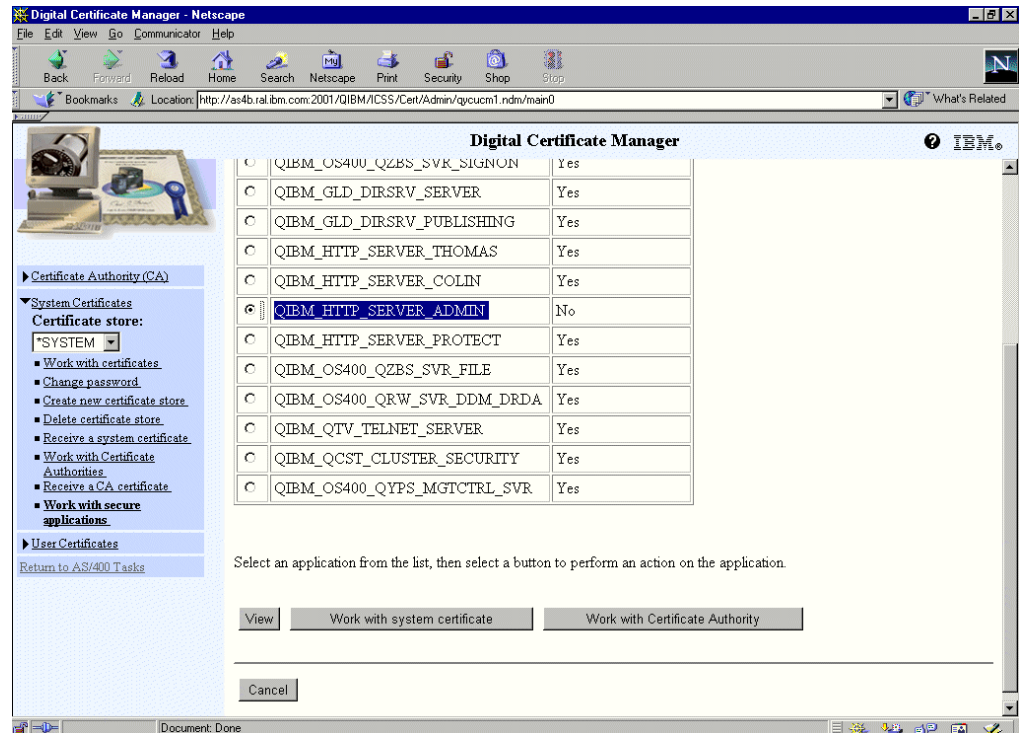 Digital Certificate Manager - Netscape
File Edit View Go Communicator Help
Back Forward Reload Home Search Netscape Print Security Shop Stop
My
N
Bookmarks Location: http://as4b.ral.ibm.com:2001/QIBM/ICSS/Cert/Admin/qycucm1.ndm/main0 What's Related
Digital Certificate Manager
IBM
Certificate Authority (CA)
System Certificates
Certificate store:
*SYSTEM
Work with certificates
Change password
Create new certificate store
Delete certificate store
Receive a system certificate
Work with Certificate
Authorities
Receive a CA certificate
Work with secure
applications
User Certificates
Return to AS/400 Tasks
QIBM_OS400_QZBS_SVR_SIGNON Yes
QIBM_GLD_DIRSRV_SERVER Yes
QIBM_GLD_DIRSRV_PUBLISHING Yes
QIBM_HTTP_SERVER_THOMAS Yes
QIBM_HTTP_SERVER_COLIN Yes
QIBM_HTTP_SERVER_ADMIN No
QIBM_HTTP_SERVER_PROTECT Yes
QIBM_OS400_QZBS_SVR_FILE Yes
QIBM_OS400_QRW_SVR_DDM_DRDA Yes
QIBM_QTV_TELNET_SERVER Yes
QIBM_QCST_CLUSTER_SECURITY Yes
QIBM_OS400_QYPS_MGTCTRL_SVR Yes
Select an application from the list, then select a button to perform an action on the application.
View Work with system certificate Work with Certificate Authority
Cancel
Document: Done